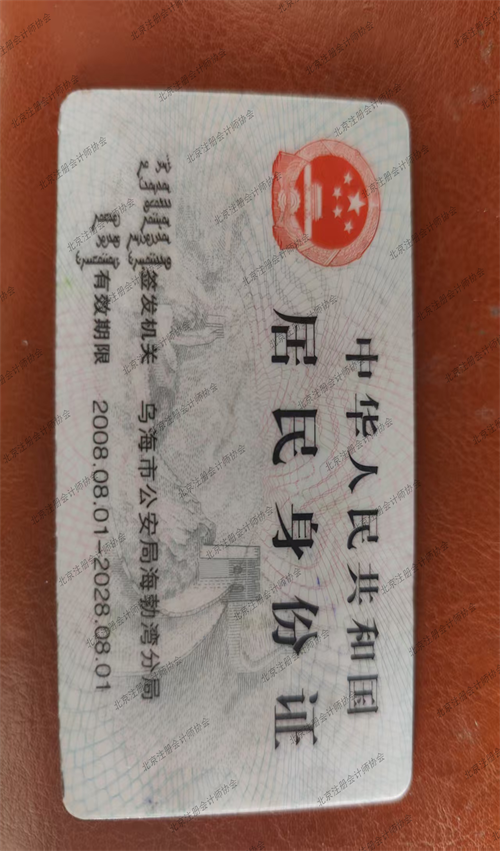 中华人民共和国
居民身份证
签发机关 乌海市公安局海勃湾分局
有效期限 2008.08.01-2028.08.01
北京注册会计师协会